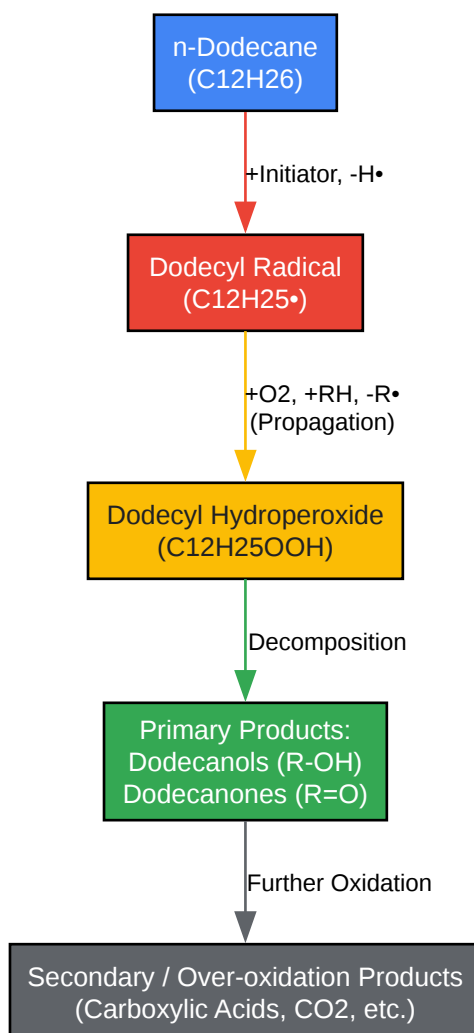 n-Dodecane
(C12H26)
+Initiator, -H•
Dodecyl Radical
(C12H25•)
+O2, +RH, -R•
(Propagation)
Dodecyl Hydroperoxide
(C12H25OOH)
Decomposition
Primary Products:
Dodecanols (R-OH)
Dodecanones (R=O)
Further Oxidation
Secondary / Over-oxidation Products
(Carboxylic Acids, CO2, etc.)